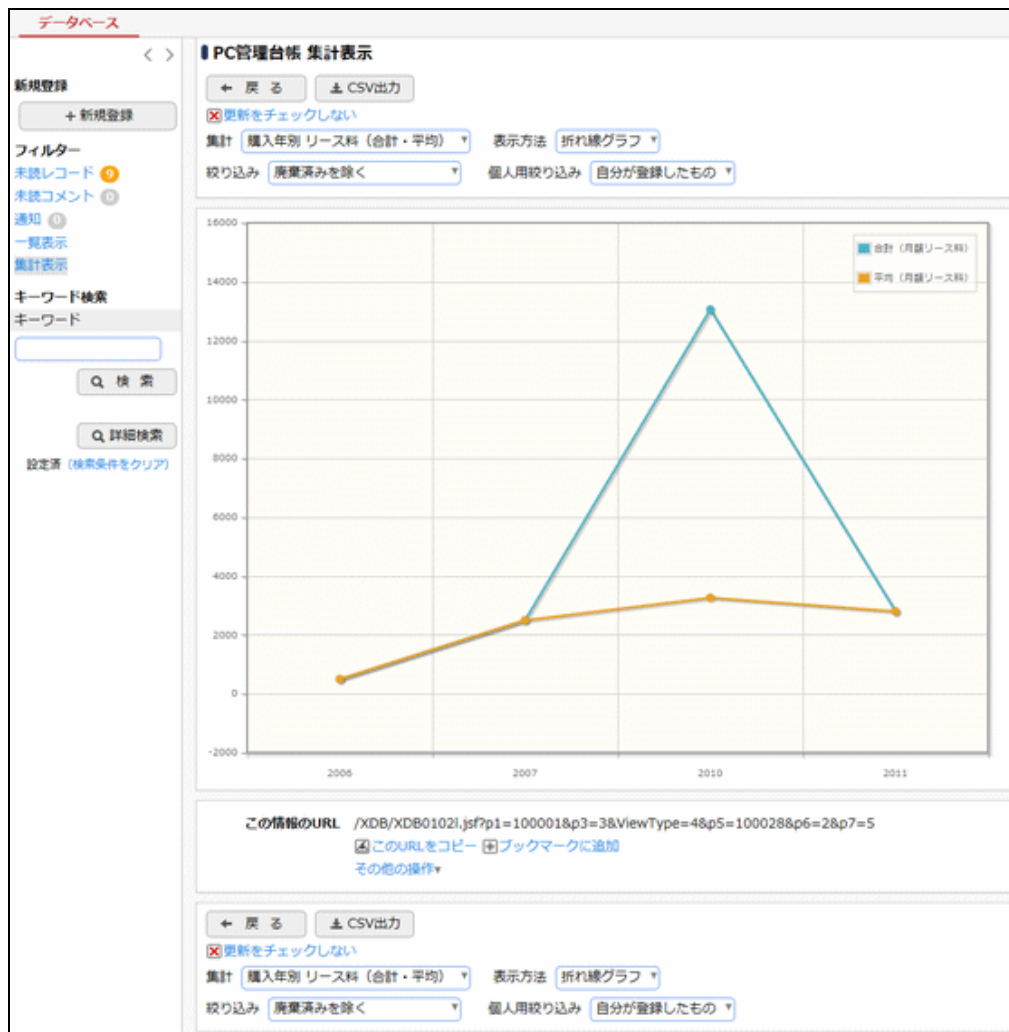 データベース
< >
新規登録
+ 新規登録
フィルター
未読レコード 9
未読コメント 0
通知 0
一覧表示
集計表示
キーワード検索
キーワード
検 索
詳細検索
設定済 (検索条件をクリア)
PC管理台帳 集計表示
戻 る CSV出力
更新をチェックしない
集計 購入年別 リース料（合計・平均） 表示方法 折れ線グラフ
絞り込み 廃棄済みを除く 個人用絞り込み 自分が登録したもの
16000
14000
12000
10000
8000
6000
4000
2000
0
-2000
合計（月額リース料）
平均（月額リース料）
2006 2007 2010 2011
この情報のURL /XDB/XDB0102l.jsf?p1=100001&p3=3&ViewType=4&p5=100028&p6=2&p7=5
このURLをコピー ブックマークに追加
その他の操作▼
戻 る CSV出力
更新をチェックしない
集計 購入年別 リース料（合計・平均） 表示方法 折れ線グラフ
絞り込み 廃棄済みを除く 個人用絞り込み 自分が登録したもの